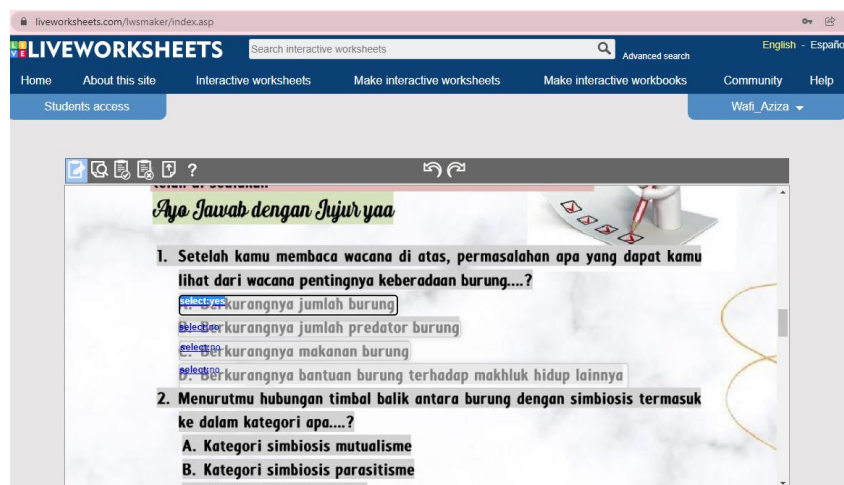 liveworksheets.com/lwsmaker/index.asp
LIVEWORKSHEETS
Search interactive worksheets
Advanced search
English - Españo
Home About this site Interactive worksheets Make interactive worksheets Make interactive workbooks Community Help
Students access
Wafi_Aziza
?
Ayo Jawab dengan Jujur yaa
1. Setelah kamu membaca wacana di atas, permasalahan apa yang dapat kamu
lihat dari wacana pentingnya keberadaan burung....?
select:yes
A. Berkurangnya jumlah burung
select:no
B. Berkurangnya jumlah predator burung
select:no
C. Berkurangnya makanan burung
select:no
D. Berkurangnya bantuan burung terhadap makhluk hidup lainnya
2. Menurutmu hubungan timbal balik antara burung dengan simbiosis termasuk
ke dalam kategori apa....?
A. Kategori simbiosis mutualisme
B. Kategori simbiosis parasitisme